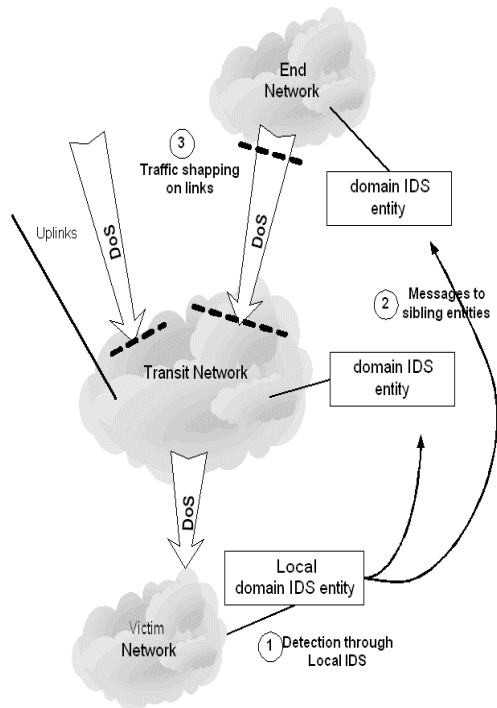 End
Network
3
Traffic shapping
on links
domain IDS
entity
Uplinks
DoS
DoS
2
Messages to
sibling entities
Transit Network
domain IDS
entity
DoS
Local
domain IDS entity
Victim
Network
1
Detection through
Local IDS